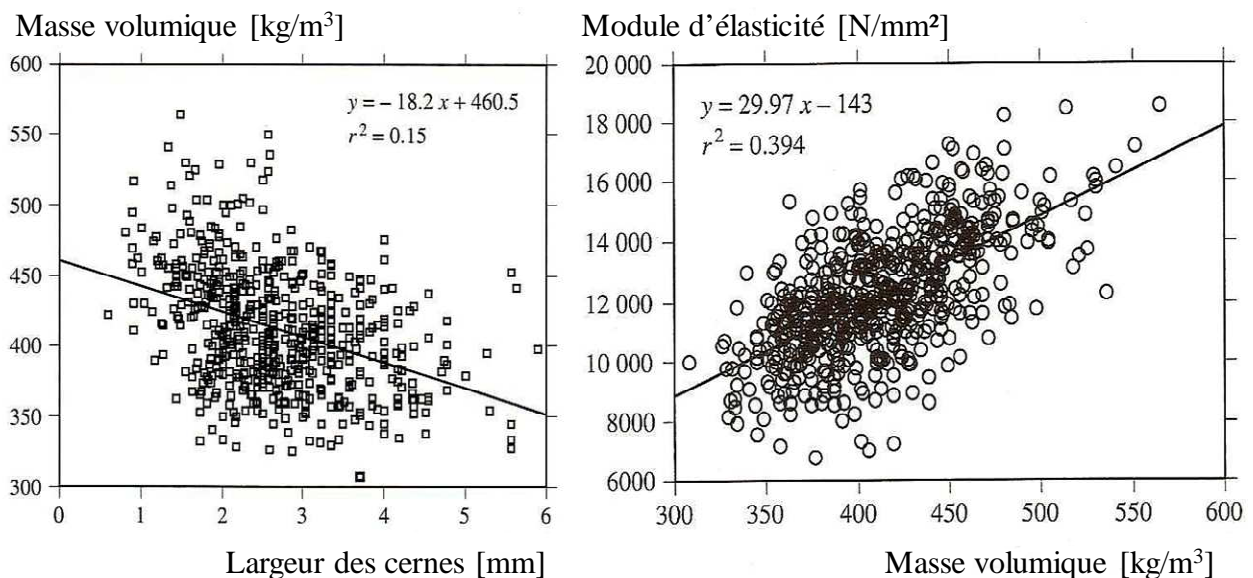 Masse volumique [kg/m³]
600
550
500
450
400
350
300
y = – 18.2 x + 460.5
r² = 0.15
0 1 2 3 4 5 6
Largeur des cernes [mm]
Module d’élasticité [N/mm²]
20 000
18 000
16 000
14 000
12 000
10 000
8000
6000
y = 29.97 x – 143
r² = 0.394
300 350 400 450 500 550 600
Masse volumique [kg/m³]